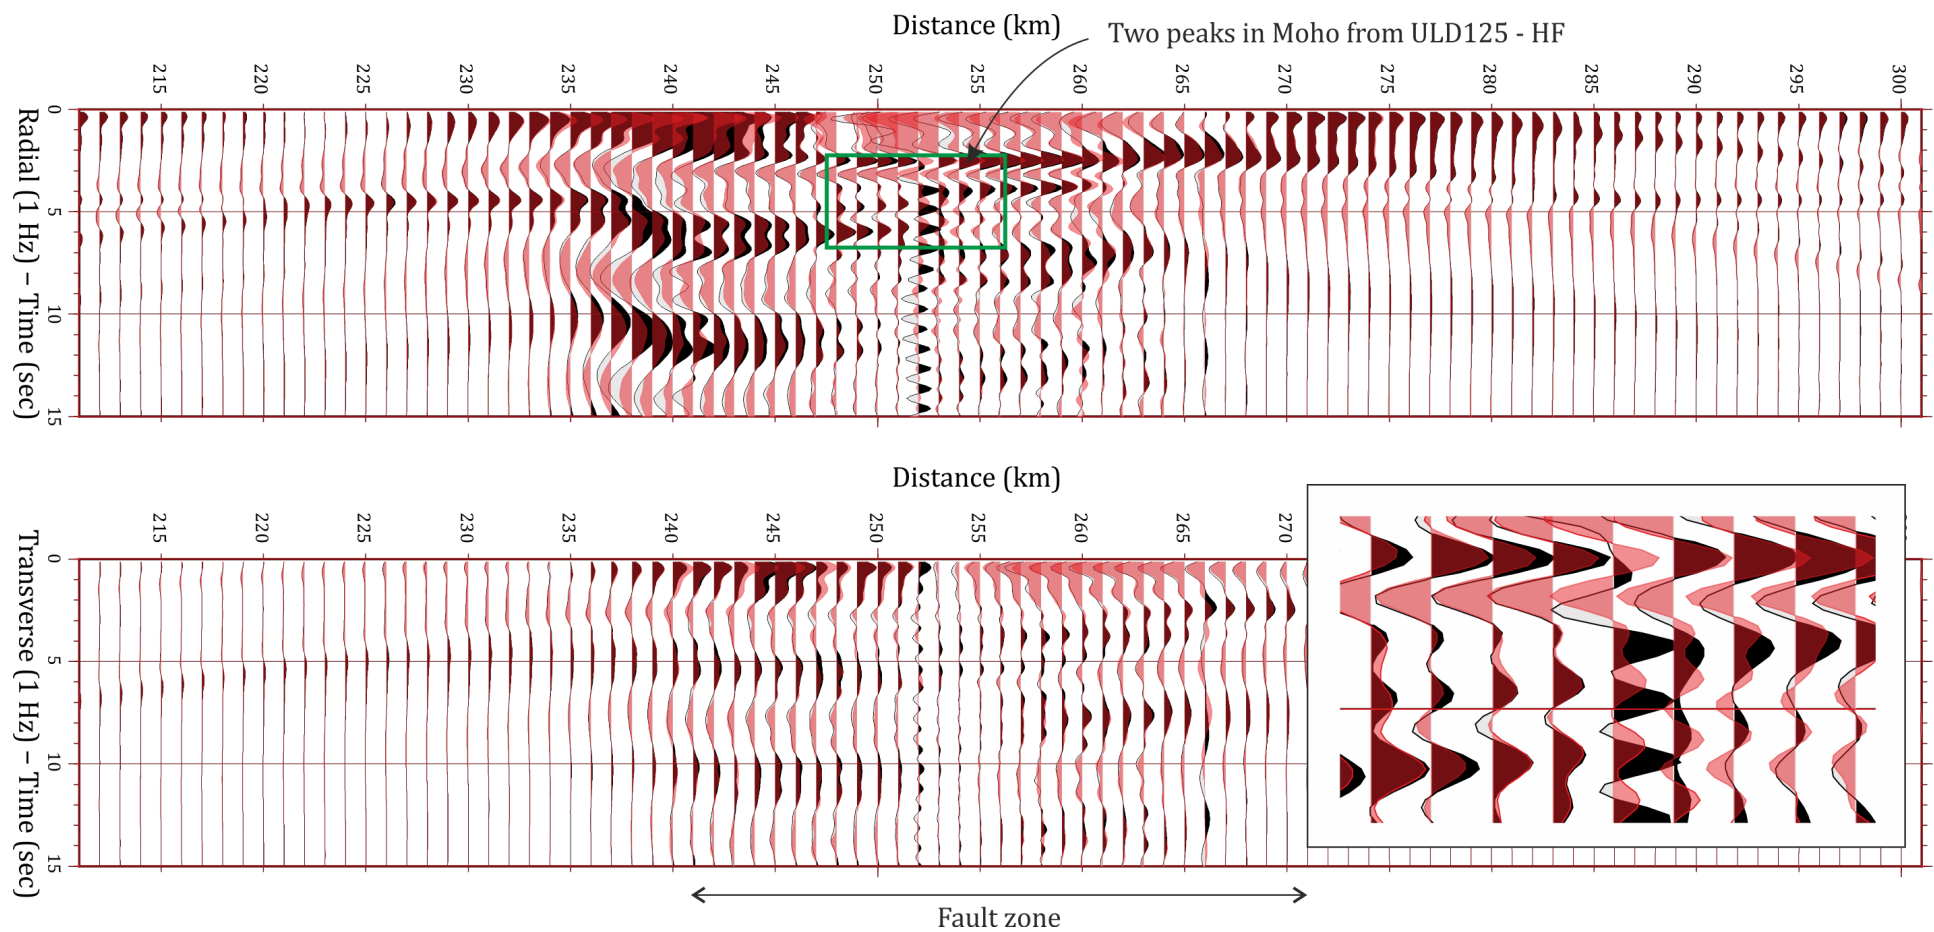 Distance (km)
Two peaks in Moho from ULD125 - HF
215 220 225 230 235 240 245 250 255 260 265 270 275 280 285 290 295 300
Radial (1 Hz) – Time (sec)
0
5
10
15
Distance (km)
215 220 225 230 235 240 245 250 255 260 265 270
Transverse (1 Hz) – Time (sec)
0
5
10
15
Fault zone